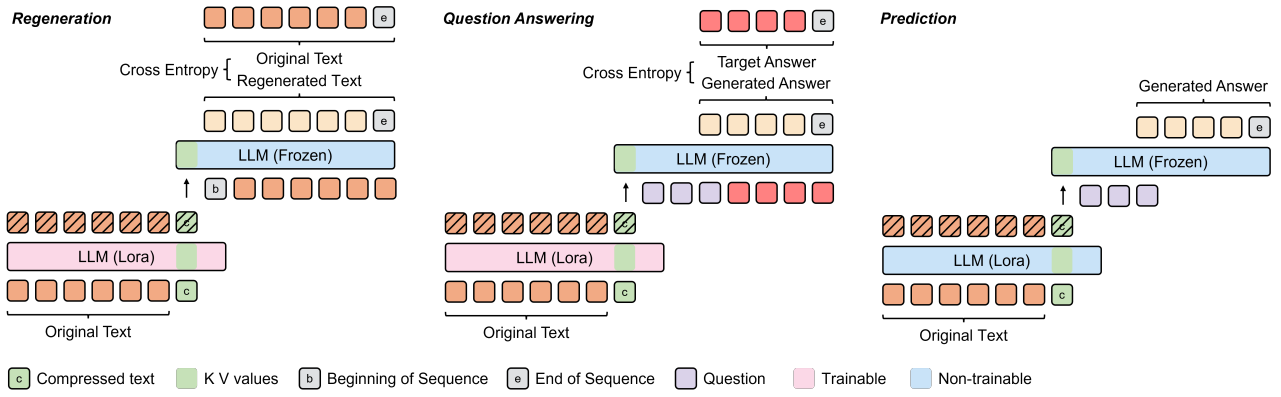 Regeneration
e
Original Text
Cross Entropy
Regenerated Text
e
LLM (Frozen)
b
c
LLM (Lora)
c
Original Text
Question Answering
e
Target Answer
Cross Entropy
Generated Answer
e
LLM (Frozen)
c
LLM (Lora)
c
Original Text
Prediction
Generated Answer
e
LLM (Frozen)
c
LLM (Lora)
c
Original Text
c Compressed text K V values b Beginning of Sequence e End of Sequence Question Trainable Non-trainable